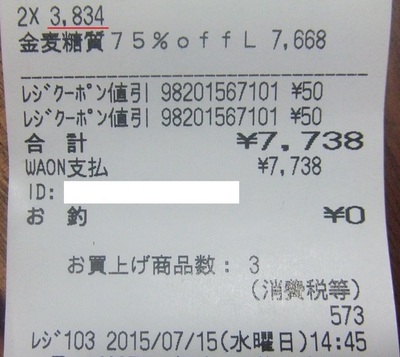 2X 3,834
金麦糖質75%offL 7,668
レジクーポン値引 98201567101 ¥50
レジクーポン値引 98201567101 ¥50
合計 ¥7,738
WAON支払 ¥7,738
ID:
お釣 ¥0
お買上げ商品数: 3
(消費税等)
573
レジ103 2015/07/15(水曜日)14:45